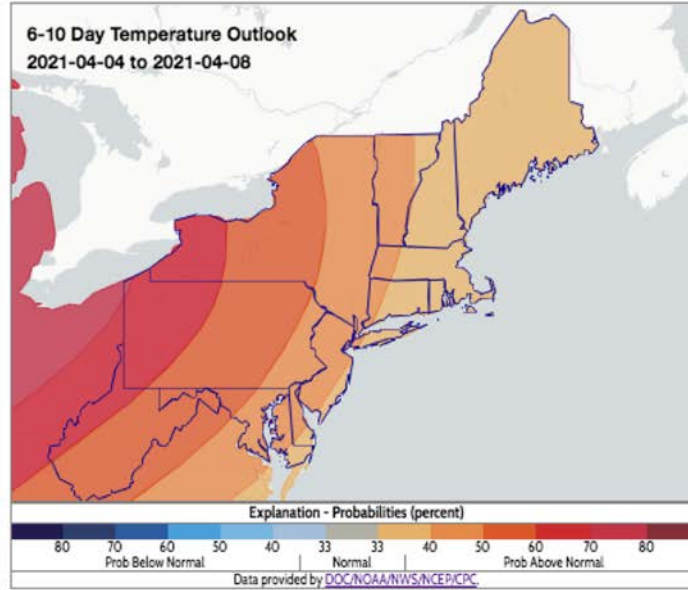 6-10 Day Temperature Outlook
2021-04-04 to 2021-04-08
Explanation - Probabilities (percent)
80 70 60 50 40 33 33 40 50 60 70 80
Prob Below Normal Normal Prob Above Normal
Data provided by DOC/NOAA/NWS/NCEP/CPC.